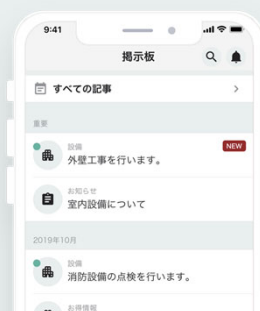 9:41
掲示板
すべての記事
重要
設備
NEW
外壁工事を行います。
お知らせ
室内設備について
2019年10月
設備
消防設備の点検を行います。
お得情報